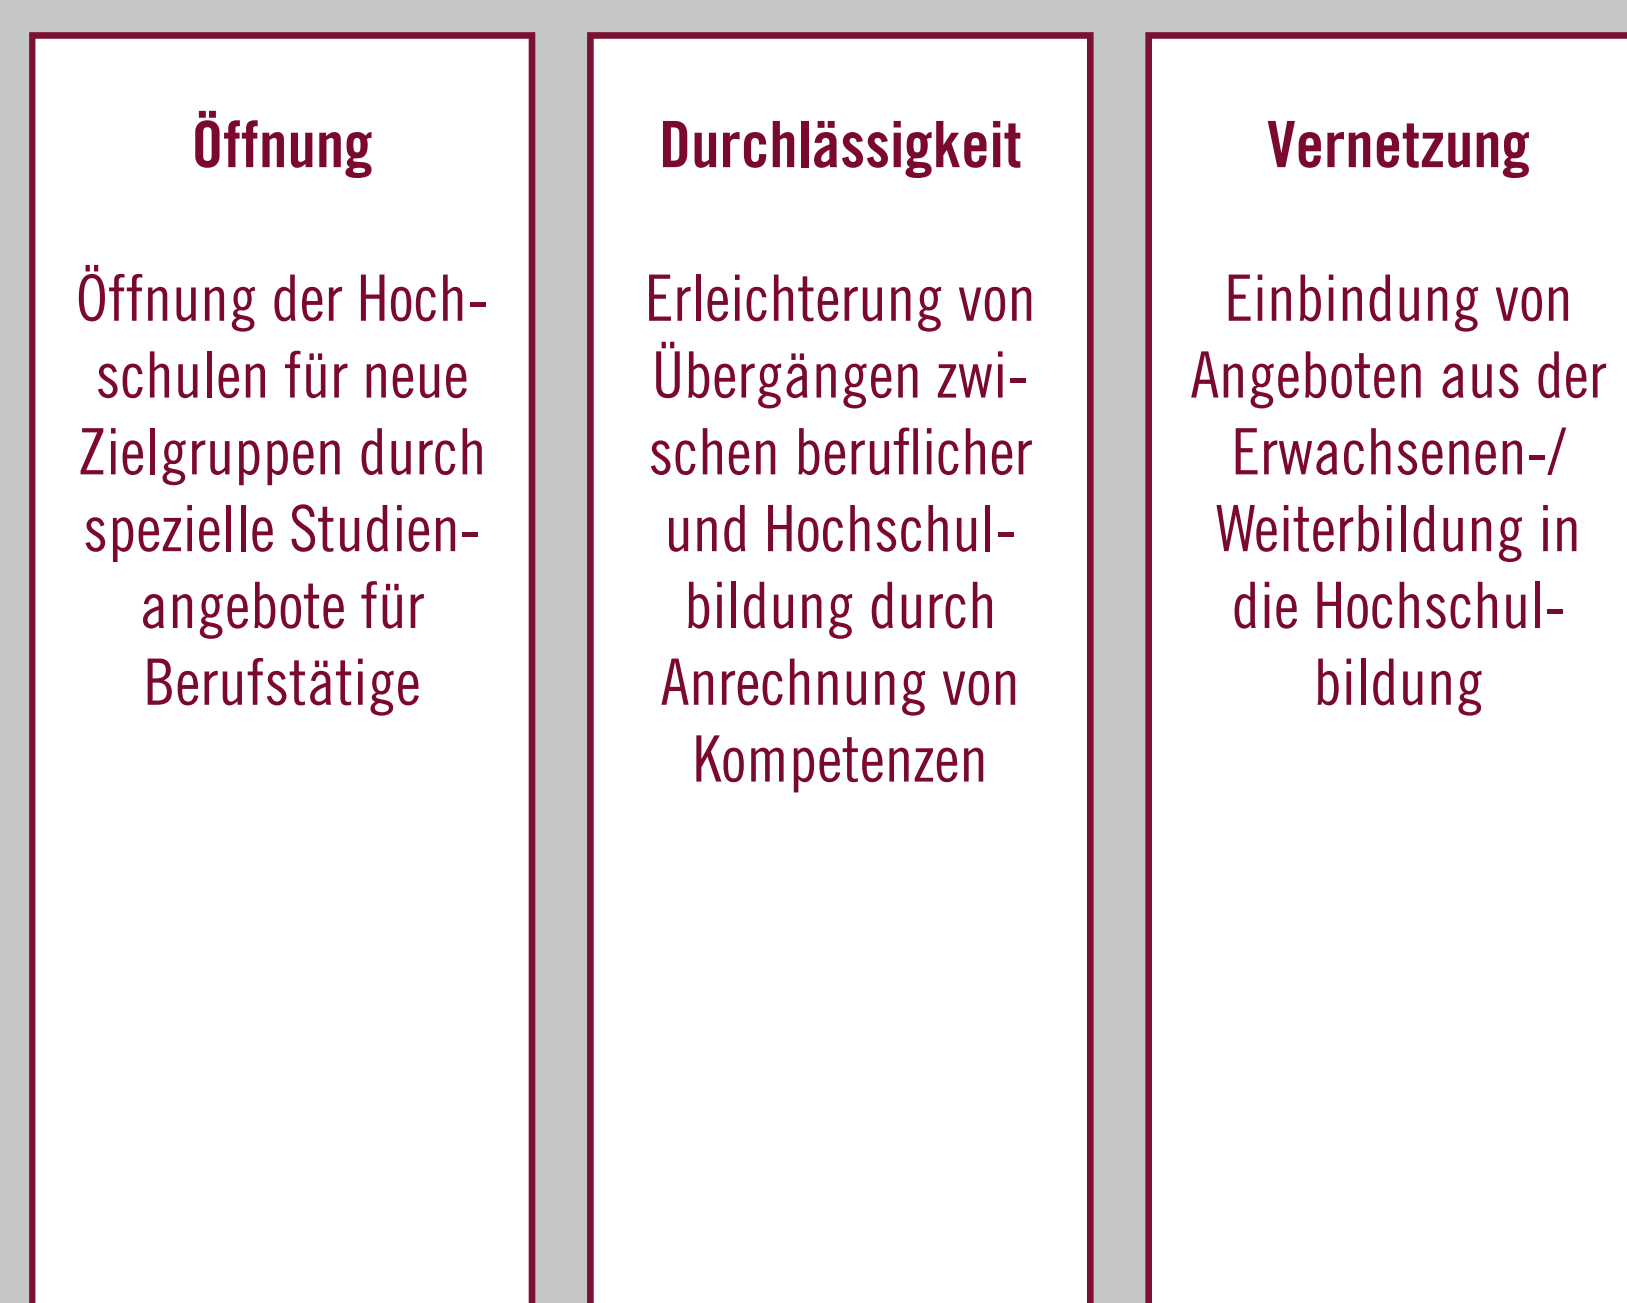 Öffnung
Öffnung der Hoch-
schulen für neue
Zielgruppen durch
spezielle Studien-
angebote für
Berufstätige
Durchlässigkeit
Erleichterung von
Übergängen zwi-
schen beruflicher
und Hochschul-
bildung durch
Anrechnung von
Kompetenzen
Vernetzung
Einbindung von
Angeboten aus der
Erwachsenen-/
Weiterbildung in
die Hochschul-
bildung